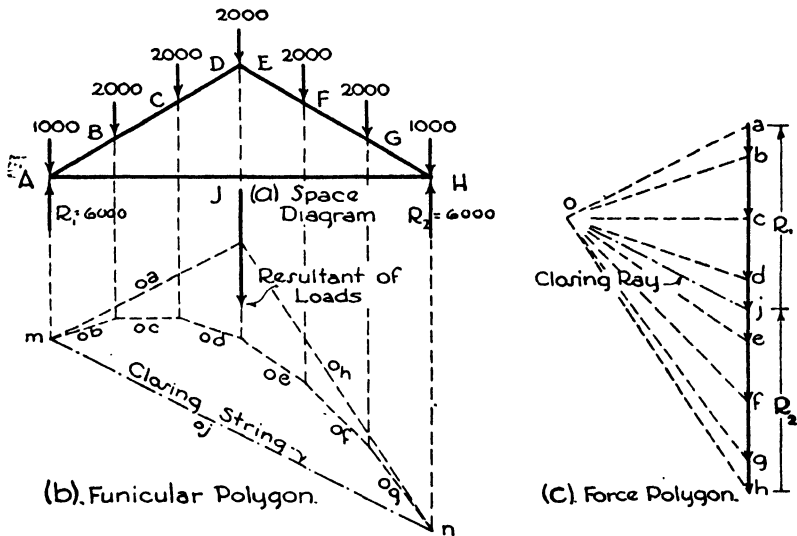 2000
2000
2000
D
E
C
F
2000
2000
B
G
1000
1000
A
H
J
(a) Space
Diagram
R₁=6000
R₂=6000
Resultant of
Loads
oa
ob
oc
od
oe
oh
of
og
m
n
Closing String
oj
(b). Funicular Polygon.
a
b
o
c
R₁
d
Closing Ray
j
e
f
R₂
g
h
(c). Force Polygon.